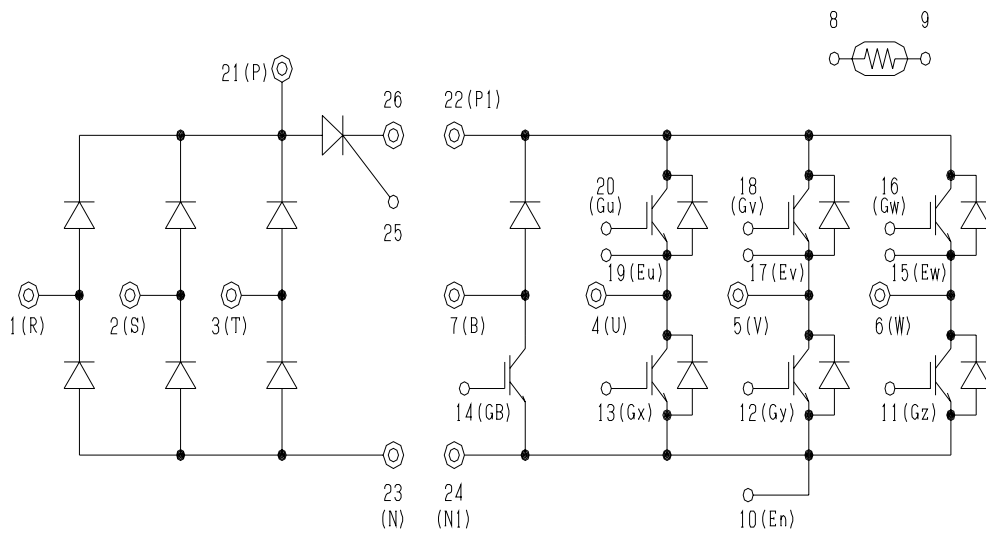 8 9
21(P)
26 22(P1)
20 18 16
(Gu) (Gv) (Gw)
25
19(Eu) 17(Ev) 15(Ew)
1(R) 2(S) 3(T) 7(B) 4(U) 5(V) 6(W)
14(GB) 13(Gx) 12(Gy) 11(Gz)
23 24
(N) (N1) 10(En)